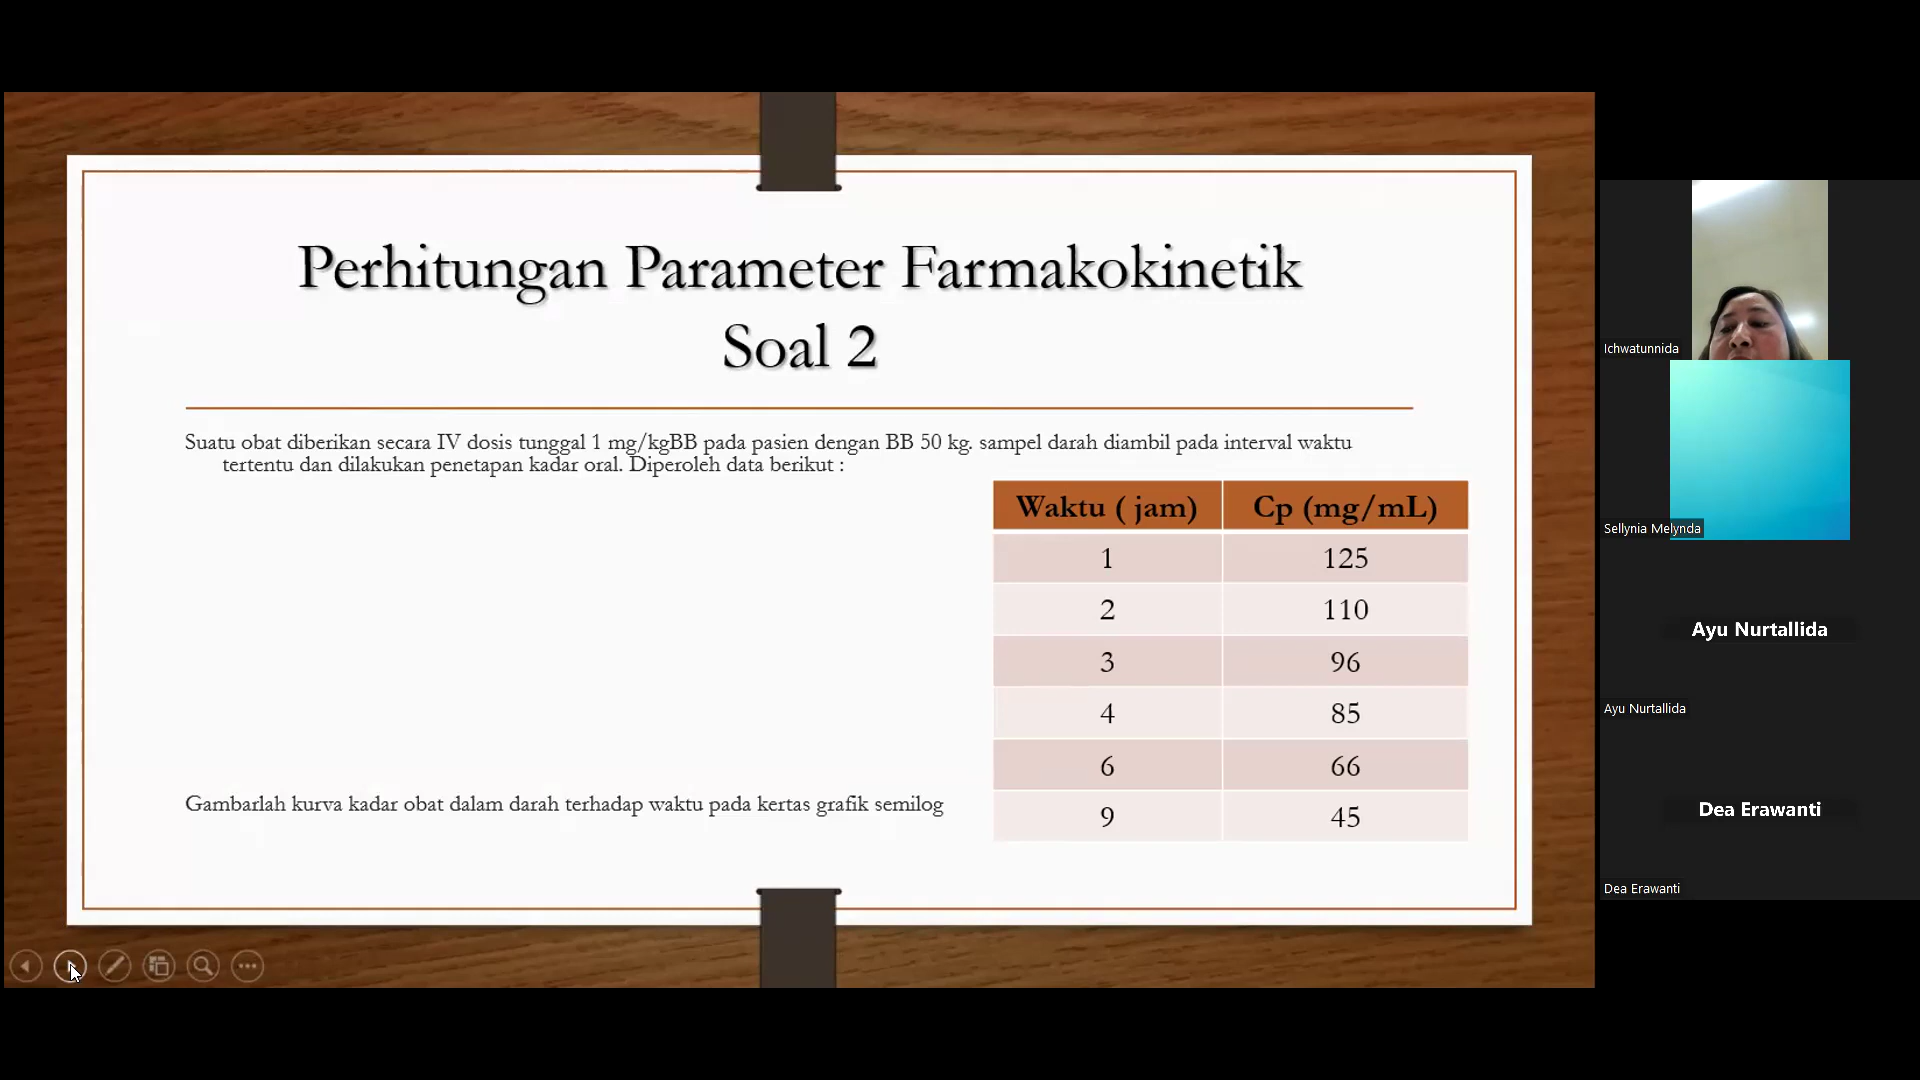 Perhitungan Parameter Farmakokinetik
Soal 2
Suatu obat diberikan secara IV dosis tunggal 1 mg/kgBB pada pasien dengan BB 50 kg. sampel darah diambil pada interval waktu
tertentu dan dilakukan penetapan kadar oral. Diperoleh data berikut :
Waktu ( jam) Cp (mg/mL)
1 125
2 110
3 96
4 85
6 66
9 45
Gambarlah kurva kadar obat dalam darah terhadap waktu pada kertas grafik semilog
Ichwatunnida
Sellynia Melynda
Ayu Nurtallida
Ayu Nurtallida
Dea Erawanti
Dea Erawanti